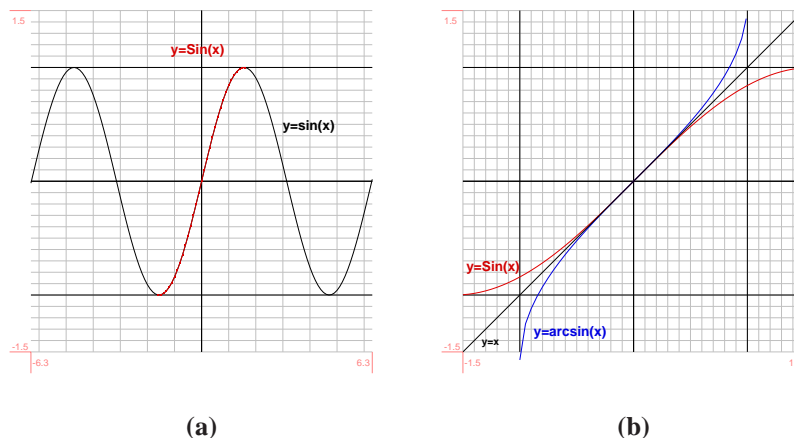 1.5
y=Sin(x)
y=sin(x)
-1.5
-6.3
6.3
(a)
1.5
y=Sin(x)
y=arcsin(x)
y=x
-1.5
-1.5
1
(b)